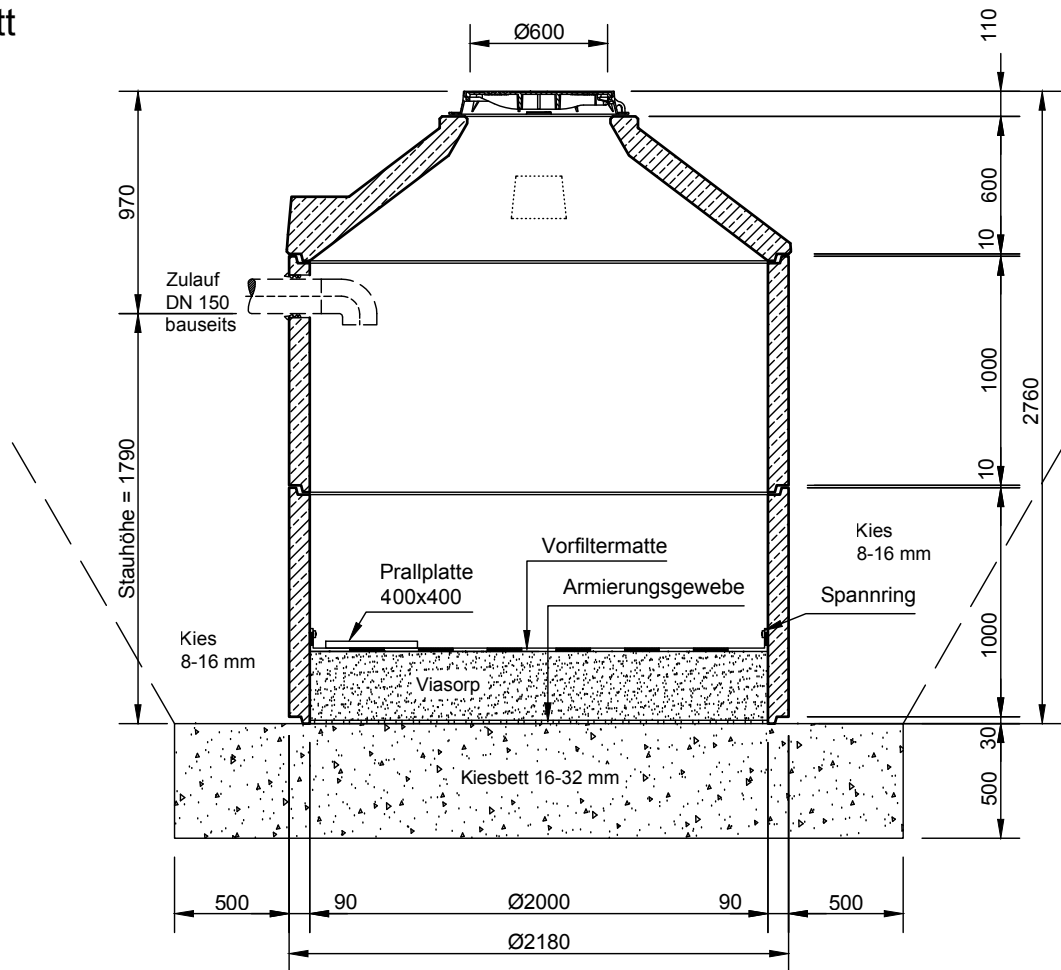 tt
Ø600
110
970
600
10
Zulauf
DN 150
bauseits
1000
2760
Stauhöhe = 1790
10
Kies
8-16 mm
Vorfiltermatte
Prallplatte
400x400
Armierungsgewebe
Spannring
1000
Kies
8-16 mm
Viasorp
30
Kiesbett 16-32 mm
500
500
90
Ø2000
90
500
Ø2180